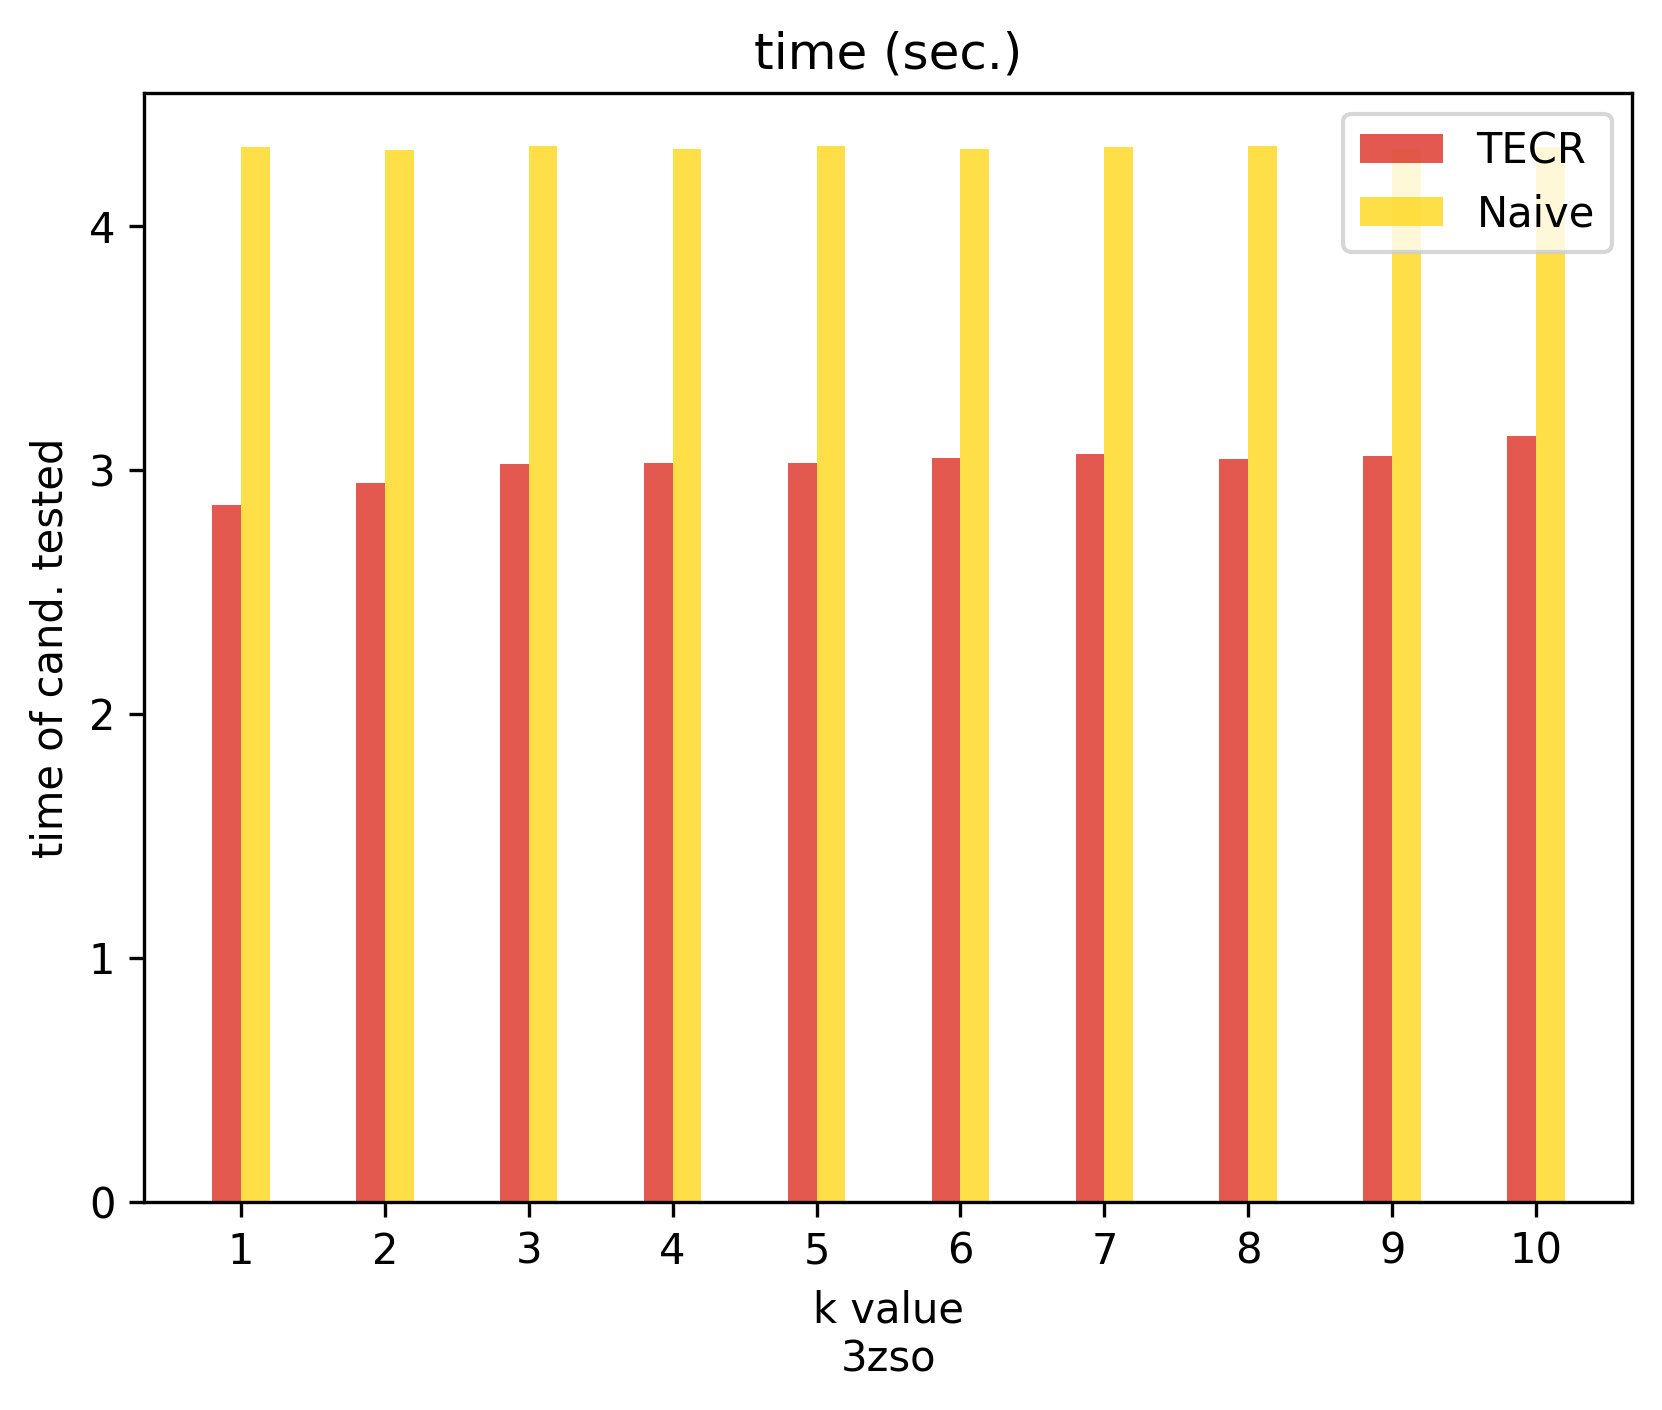 time (sec.)
TECR
Naive
time of cand. tested
4
3
2
1
0
1 2 3 4 5 6 7 8 9 10
k value
3zso